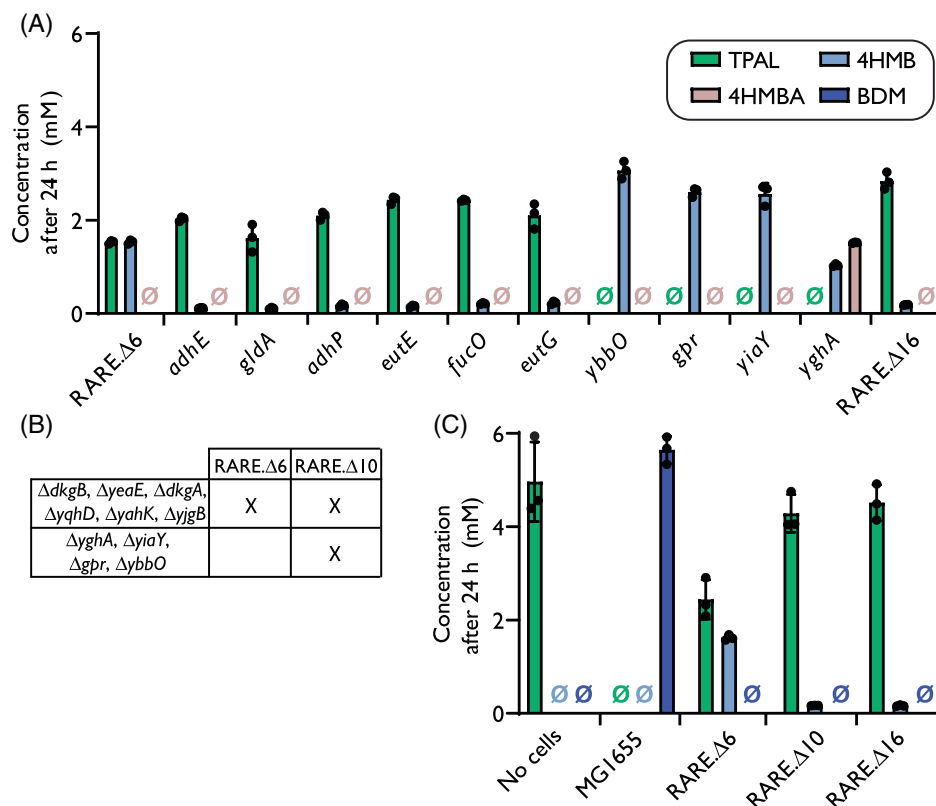 (A)
6
4
2
0
Concentration
after 24 h (mM)
TPAL
4HMB
4HMBA
BDM
Ø
Ø
Ø
Ø
Ø
Ø
Ø
Ø Ø
Ø Ø
Ø Ø
Ø
RARE.Δ6
adhE
gldA
adhP
eutE
fucO
eutG
ybbO
gpr
yiaY
yghA
RARE.Δ16
(B)
RARE.Δ6 RARE.Δ10
ΔdkgB, ΔyeaE, ΔdkgA,
ΔyqhD, ΔyahK, ΔyjgB
X X
ΔyghA, ΔyiaY,
Δgpr, ΔybbO
X
(C)
6
4
2
0
Concentration
after 24 h (mM)
Ø Ø
Ø Ø
Ø
Ø
Ø
No cells
MG1655
RARE.Δ6
RARE.Δ10
RARE.Δ16